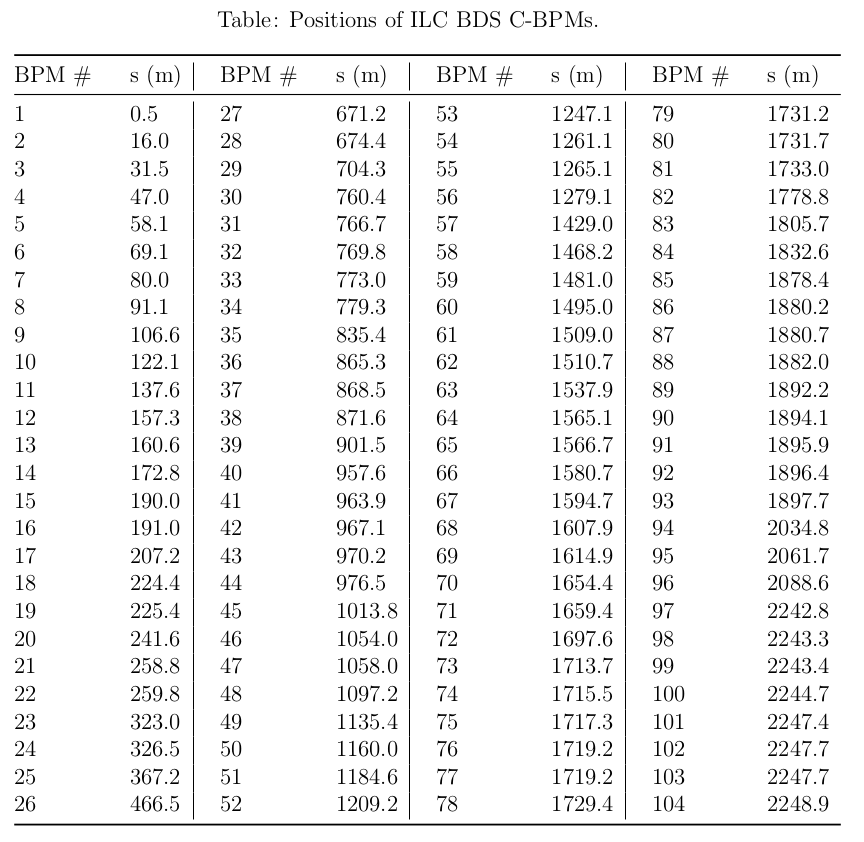 Table: Positions of ILC BDS C-BPMs.
BPM # s (m) BPM # s (m) BPM # s (m) BPM # s (m)
1 0.5 27 671.2 53 1247.1 79 1731.2
2 16.0 28 674.4 54 1261.1 80 1731.7
3 31.5 29 704.3 55 1265.1 81 1733.0
4 47.0 30 760.4 56 1279.1 82 1778.8
5 58.1 31 766.7 57 1429.0 83 1805.7
6 69.1 32 769.8 58 1468.2 84 1832.6
7 80.0 33 773.0 59 1481.0 85 1878.4
8 91.1 34 779.3 60 1495.0 86 1880.2
9 106.6 35 835.4 61 1509.0 87 1880.7
10 122.1 36 865.3 62 1510.7 88 1882.0
11 137.6 37 868.5 63 1537.9 89 1892.2
12 157.3 38 871.6 64 1565.1 90 1894.1
13 160.6 39 901.5 65 1566.7 91 1895.9
14 172.8 40 957.6 66 1580.7 92 1896.4
15 190.0 41 963.9 67 1594.7 93 1897.7
16 191.0 42 967.1 68 1607.9 94 2034.8
17 207.2 43 970.2 69 1614.9 95 2061.7
18 224.4 44 976.5 70 1654.4 96 2088.6
19 225.4 45 1013.8 71 1659.4 97 2242.8
20 241.6 46 1054.0 72 1697.6 98 2243.3
21 258.8 47 1058.0 73 1713.7 99 2243.4
22 259.8 48 1097.2 74 1715.5 100 2244.7
23 323.0 49 1135.4 75 1717.3 101 2247.4
24 326.5 50 1160.0 76 1719.2 102 2247.7
25 367.2 51 1184.6 77 1719.2 103 2247.7
26 466.5 52 1209.2 78 1729.4 104 2248.9